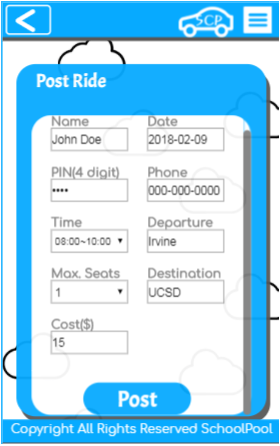 SCP
Post Ride
Name Date
John Doe 2018-02-09
PIN(4 digit) Phone
•••• 000-000-0000
Time Departure
08:00~10:00 Irvine
Max. Seats Destination
1 UCSD
Cost($)
15
Post
Copyright All Rights Reserved SchoolPool